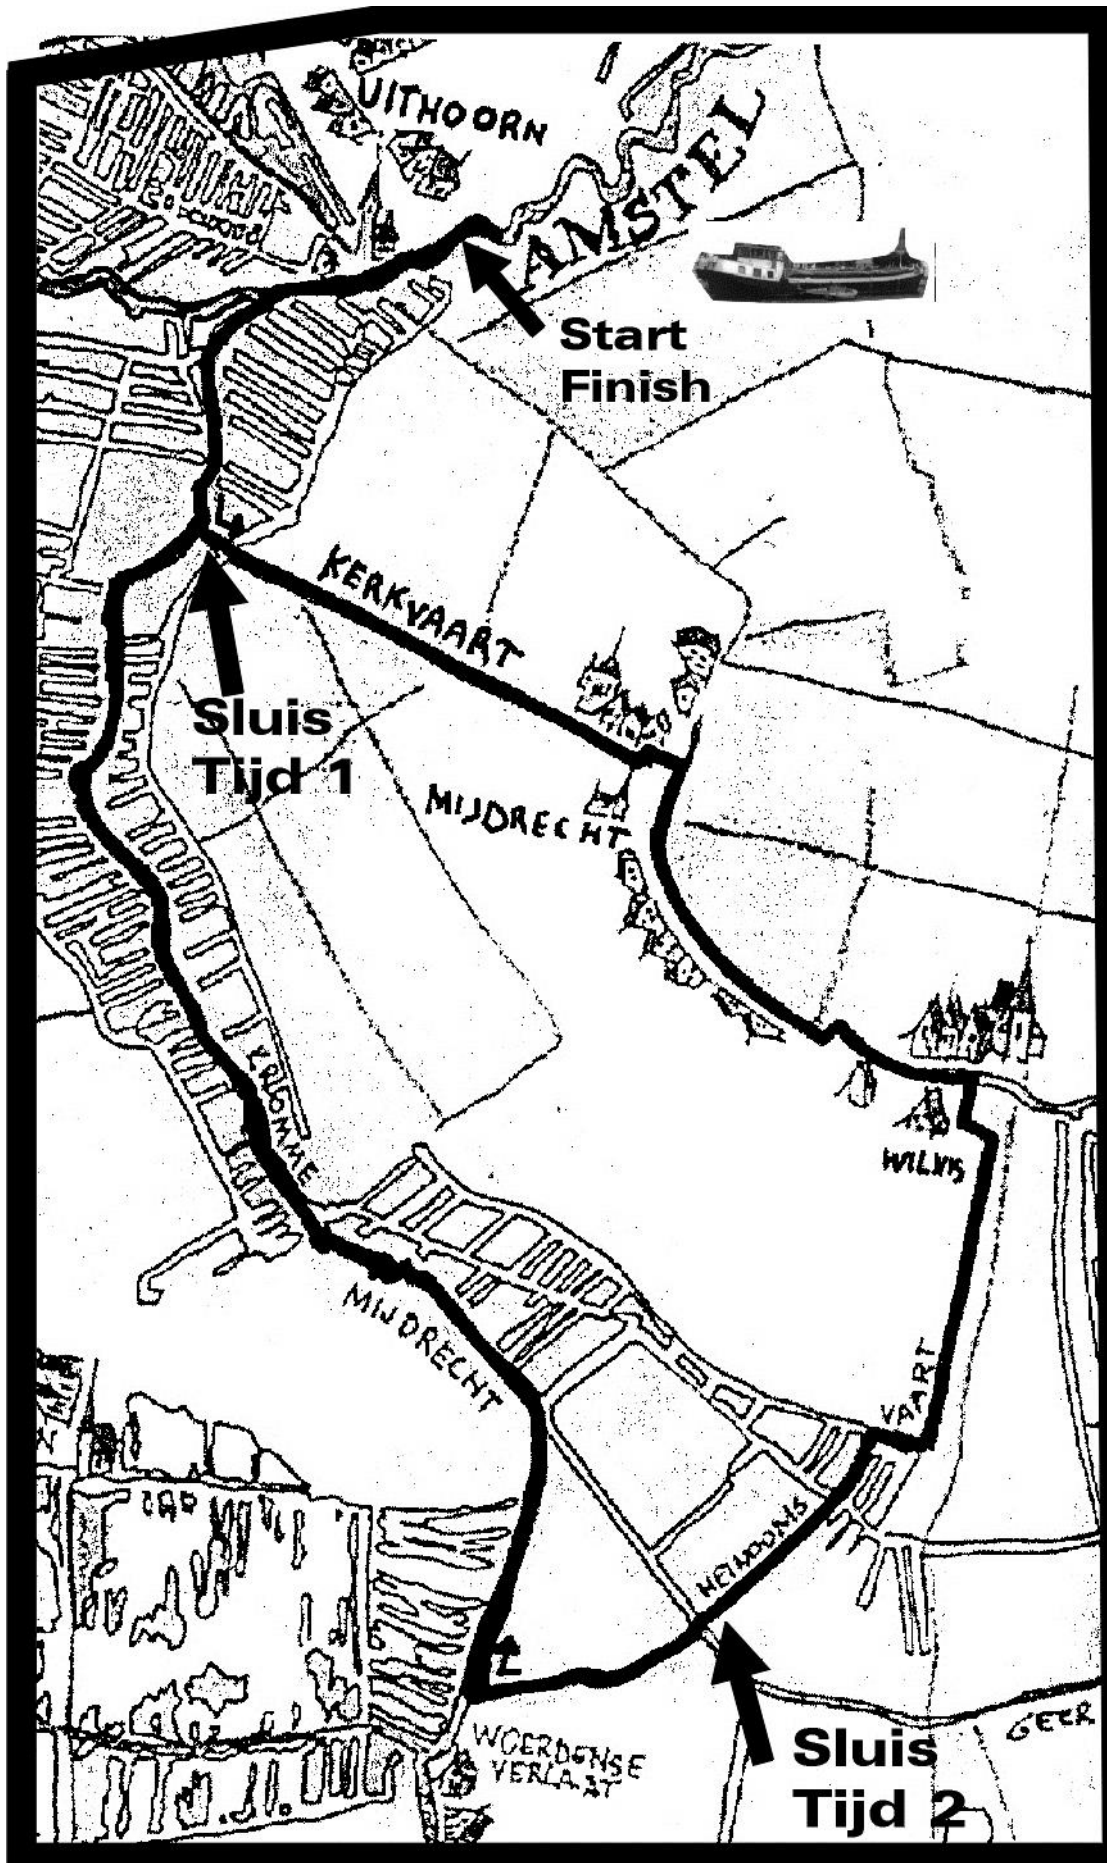 UITHOORN
AMSTEL
Start
Finish
KERKVAART
Sluis
Tijd 1
MIJDRECHT
KROMME
WILNIS
MIJDRECHT
VAART
HEINOOMS
GEER
WOERDENSE
VERLAAT
Sluis
Tijd 2